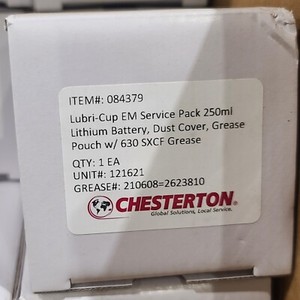 ITEM#: 084379
Lubri-Cup EM Service Pack 250ml
Lithium Battery, Dust Cover, Grease
Pouch w/ 630 SXCF Grease
QTY: 1 EA
UNIT#: 121621
GREASE#: 210608=2623810
CHESTERTON
Global Solutions, Local Service.